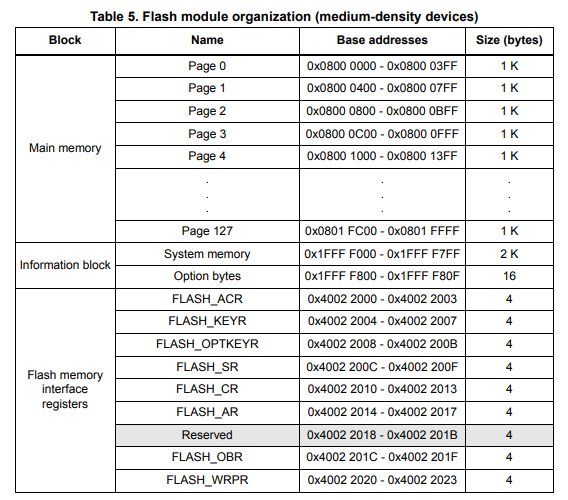 Table 5. Flash module organization (medium-density devices)
Block Name Base addresses Size (bytes)
Main memory
Page 0 0x0800 0000 - 0x0800 03FF 1 K
Page 1 0x0800 0400 - 0x0800 07FF 1 K
Page 2 0x0800 0800 - 0x0800 0BFF 1 K
Page 3 0x0800 0C00 - 0x0800 0FFF 1 K
Page 4 0x0800 1000 - 0x0800 13FF 1 K
. . .
. . .
. . .
Page 127 0x0801 FC00 - 0x0801 FFFF 1 K
Information block
System memory 0x1FFF F000 - 0x1FFF F7FF 2 K
Option bytes 0x1FFF F800 - 0x1FFF F80F 16
Flash memory
interface
registers
FLASH_ACR 0x4002 2000 - 0x4002 2003 4
FLASH_KEYR 0x4002 2004 - 0x4002 2007 4
FLASH_OPTKEYR 0x4002 2008 - 0x4002 200B 4
FLASH_SR 0x4002 200C - 0x4002 200F 4
FLASH_CR 0x4002 2010 - 0x4002 2013 4
FLASH_AR 0x4002 2014 - 0x4002 2017 4
Reserved 0x4002 2018 - 0x4002 201B 4
FLASH_OBR 0x4002 201C - 0x4002 201F 4
FLASH_WRPR 0x4002 2020 - 0x4002 2023 4